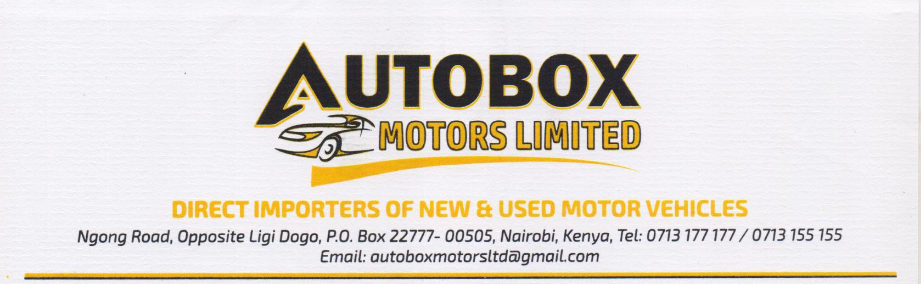 AUTOBOX
MOTORS LIMITED
DIRECT IMPORTERS OF NEW & USED MOTOR VEHICLES
Ngong Road, Opposite Ligi Dogo, P.O. Box 22777- 00505, Nairobi, Kenya, Tel: 0713 177 177 / 0713 155 155
Email: autoboxmotorsltd@gmail.com